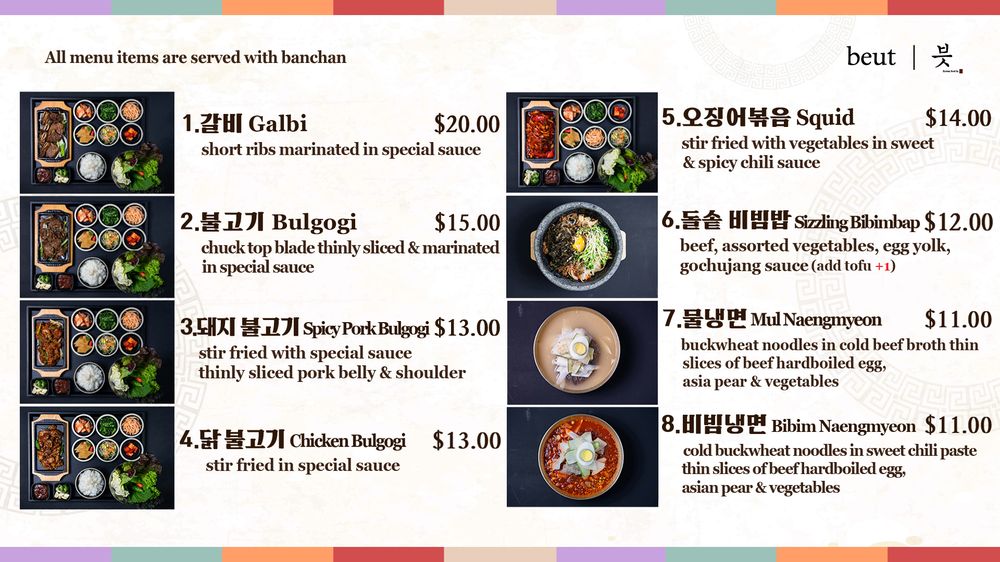 All menu items are served with banchan
beut | 븟
1.갈비 Galbi $20.00
short ribs marinated in special sauce
2.불고기 Bulgogi $15.00
chuck top blade thinly sliced & marinated
in special sauce
3.돼지 불고기 Spicy Pork Bulgogi $13.00
stir fried with special sauce
thinly sliced pork belly & shoulder
4.닭 불고기 Chicken Bulgogi $13.00
stir fried in special sauce
5.오징어볶음 Squid $14.00
stir fried with vegetables in sweet
& spicy chili sauce
6.돌솥 비빔밥 Sizzling Bibimbap $12.00
beef, assorted vegetables, egg yolk,
gochujang sauce (add tofu +1)
7.물냉면 Mul Naengmyeon $11.00
buckwheat noodles in cold beef broth thin
slices of beef hardboiled egg,
asia pear & vegetables
8.비빔냉면 Bibim Naengmyeon $11.00
cold buckwheat noodles in sweet chili paste
thin slices of beef hardboiled egg,
asian pear & vegetables